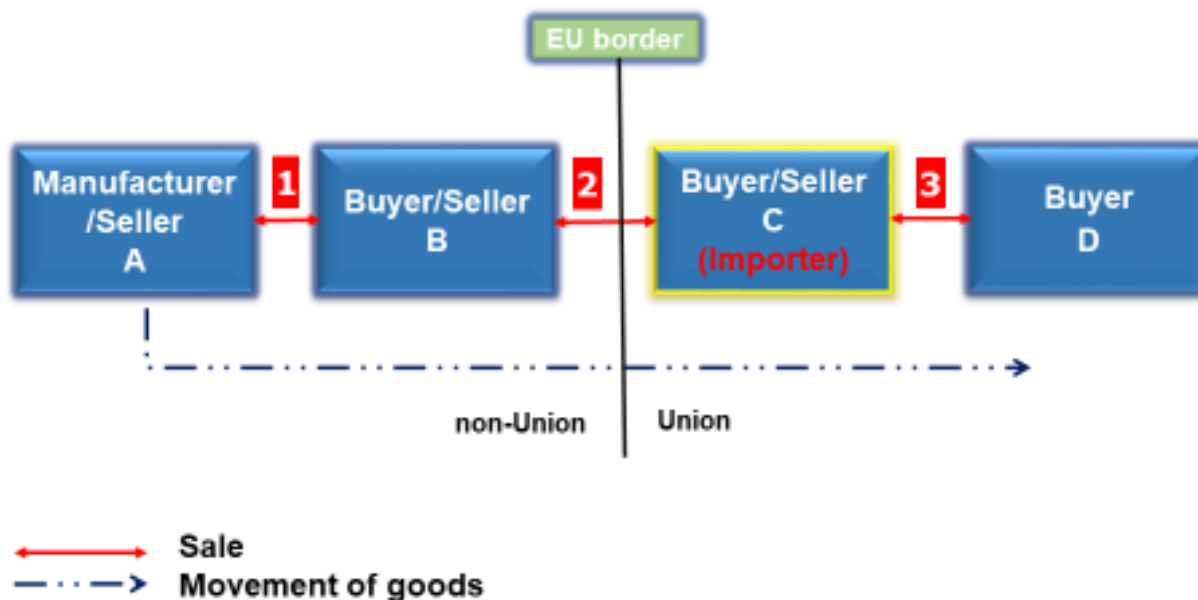 EU border
Manufacturer
/Seller
A
1
Buyer/Seller
B
2
Buyer/Seller
C
(Importer)
3
Buyer
D
non-Union
Union
Sale
Movement of goods